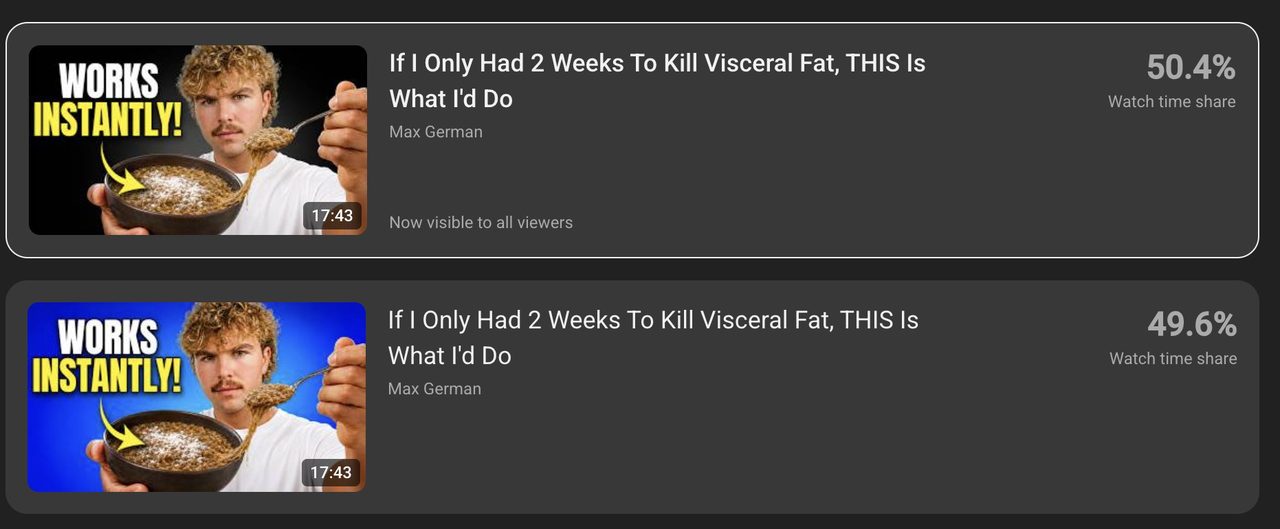 WORKS
INSTANTLY!
17:43
If I Only Had 2 Weeks To Kill Visceral Fat, THIS Is
What I'd Do
Max German
Now visible to all viewers
50.4%
Watch time share
WORKS
INSTANTLY!
17:43
If I Only Had 2 Weeks To Kill Visceral Fat, THIS Is
What I'd Do
Max German
49.6%
Watch time share